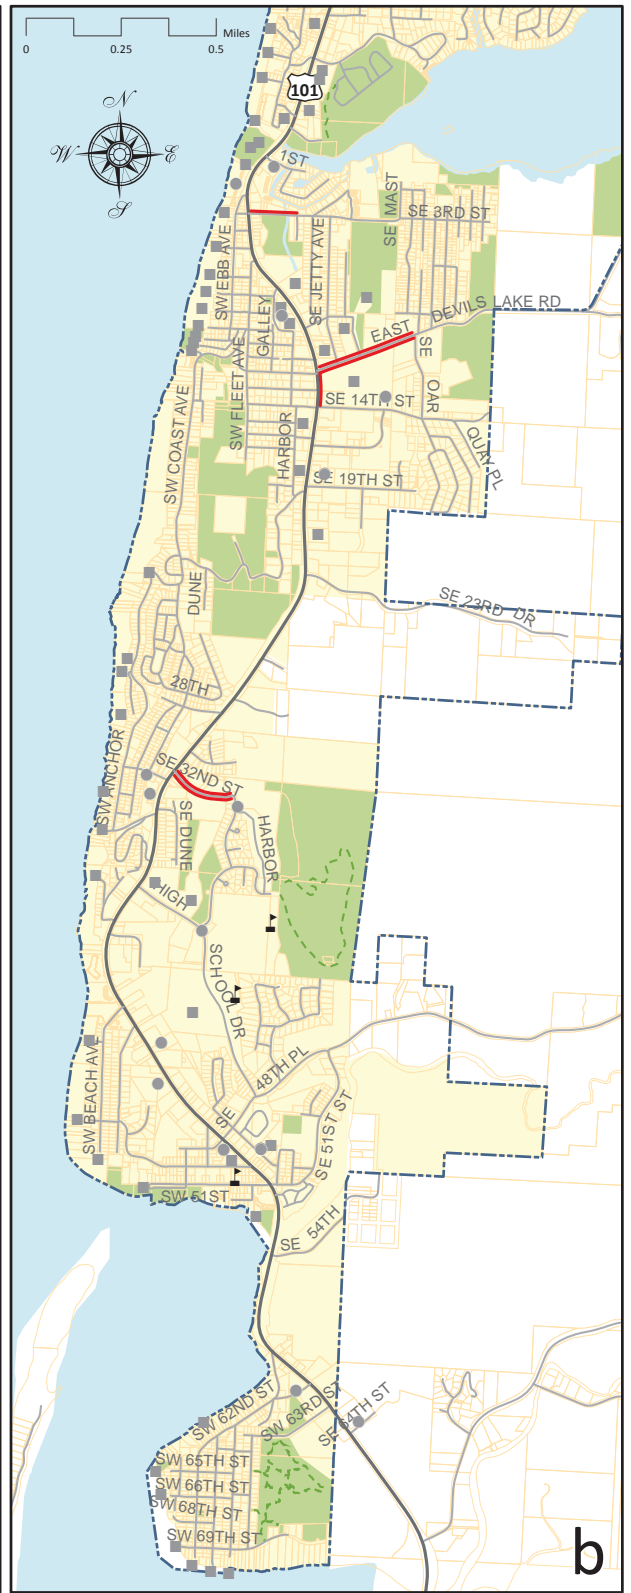 0 0.25 0.5 Miles
N
W E
S
101
1ST
SE MAST
SE 3RD ST
SW EBB AVE
SE JETTY AVE
GALLEY
DEVILS LAKE RD
EAST
SE
OAR
SW FLEET AVE
SE 14TH ST
SW COAST AVE
HARBOR
QUAY PL
SE 19TH ST
DUNE
SE 23RD DR
28TH
SW ANCHOR
SE 32ND ST
SE DUNE
HARBOR
HIGH
SCHOOL DR
SW BEACH AVE
48TH PL
SE
SE 51ST ST
SW 51ST
SE 54TH
SW 62ND ST
SW 63RD ST
SE 64TH ST
SW 65TH ST
SW 66TH ST
SW 68TH ST
SW 69TH ST
b